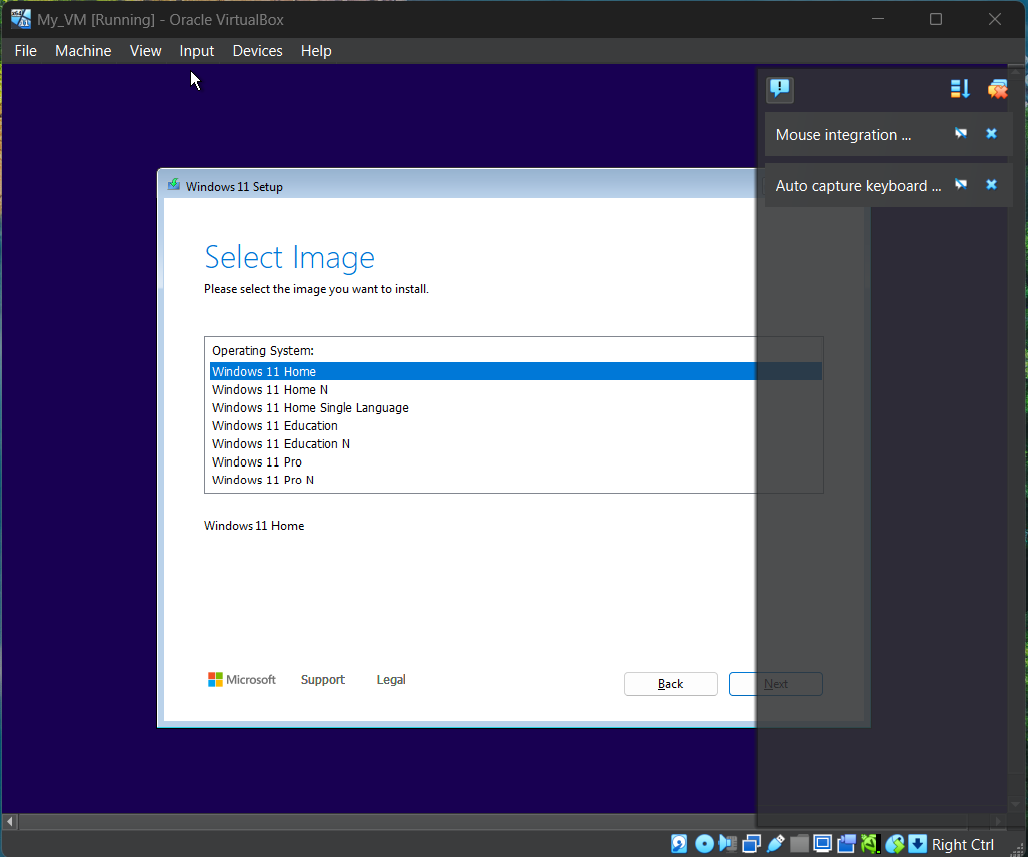 My_VM [Running] - Oracle VirtualBox
File Machine View Input Devices Help
Mouse integration ...
Auto capture keyboard ...
Windows 11 Setup
Select Image
Please select the image you want to install.
Operating System:
Windows 11 Home
Windows 11 Home N
Windows 11 Home Single Language
Windows 11 Education
Windows 11 Education N
Windows 11 Pro
Windows 11 Pro N
Windows 11 Home
Microsoft Support Legal Back Next
Right Ctrl